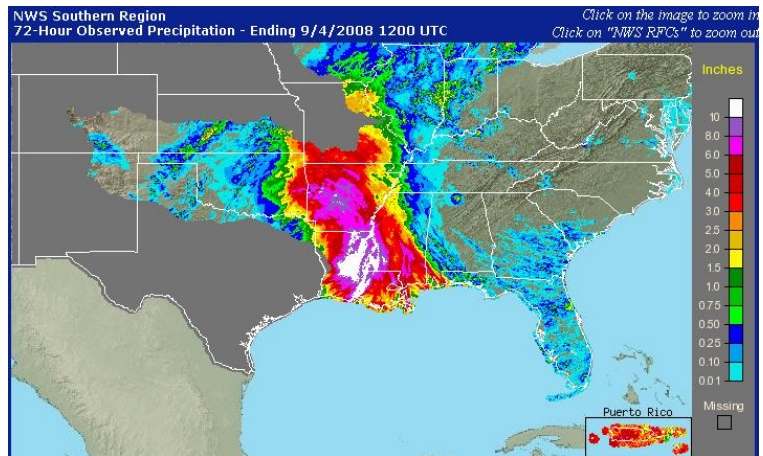 NWS Southern Region
72-Hour Observed Precipitation - Ending 9/4/2008 1200 UTC
Click on the image to zoom in
Click on "NWS RFCs" to zoom out
Inches
10
8.0
6.0
5.0
4.0
3.0
2.5
2.0
1.5
1.0
0.75
0.50
0.25
0.10
0.01
Missing
Puerto Rico